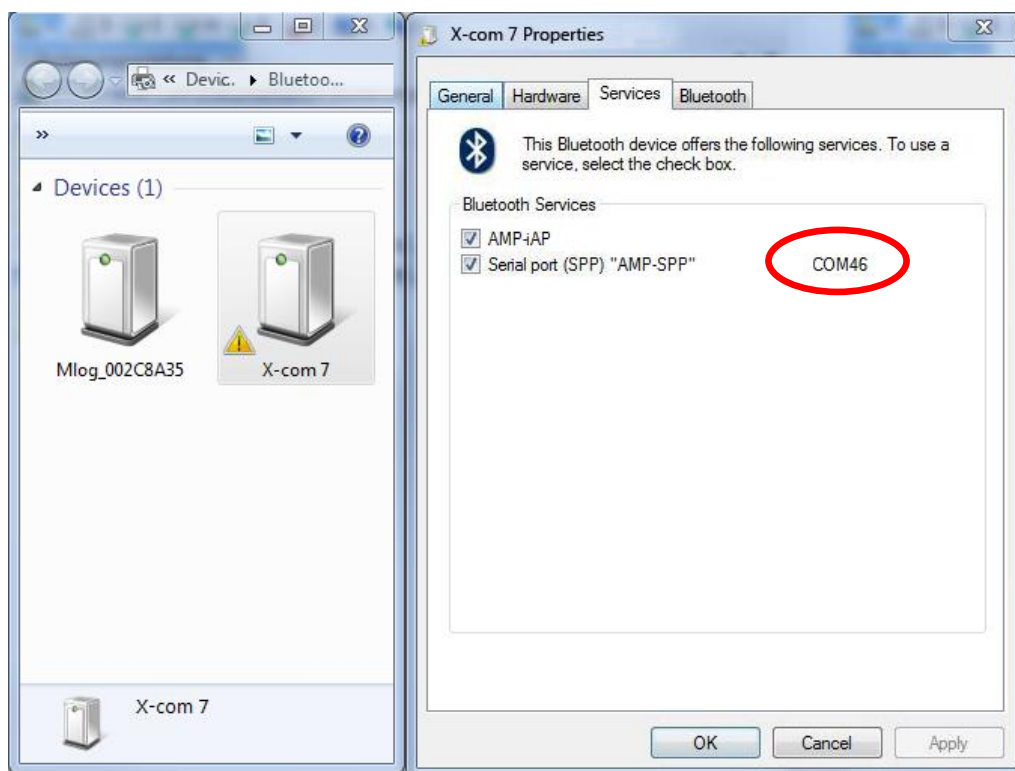 « Devic. ▸ Bluetoo...
»
Devices (1)
Mlog_002C8A35
X-com 7
X-com 7
X-com 7 Properties
General Hardware Services Bluetooth
This Bluetooth device offers the following services. To use a
service, select the check box.
Bluetooth Services
AMP-iAP
Serial port (SPP) "AMP-SPP" COM46
OK Cancel Apply